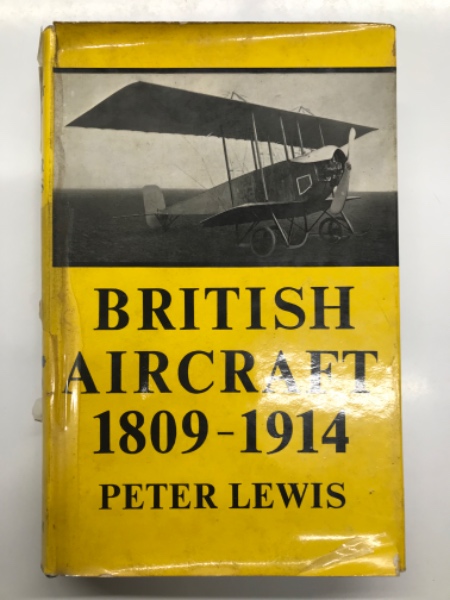 BRITISH
AIRCRAFT
1809-1914
PETER LEWIS